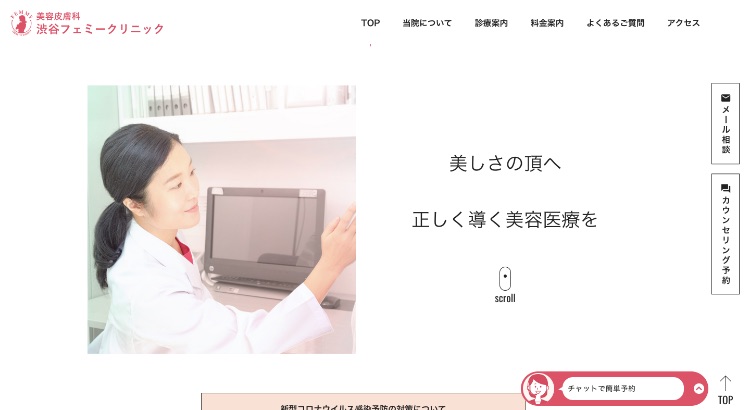 美容皮膚科
渋谷フェミークリニック
TOP
当院について
診療案内
料金案内
よくあるご質問
アクセス
美しさの頂へ
正しく導く美容医療を
scroll
メール相談
カウンセリング予約
チャットで簡単予約
TOP
新型コロナウイルス感染予防の対策について